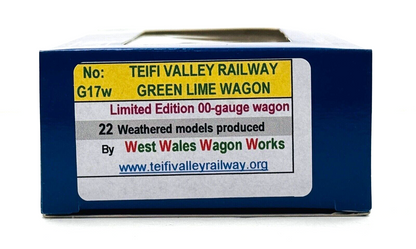 No: TEIFI VALLEY RAILWAY
G17w GREEN LIME WAGON
Limited Edition 00-gauge wagon
22 Weathered models produced
By West Wales Wagon Works
www.teifivalleyrailway.org